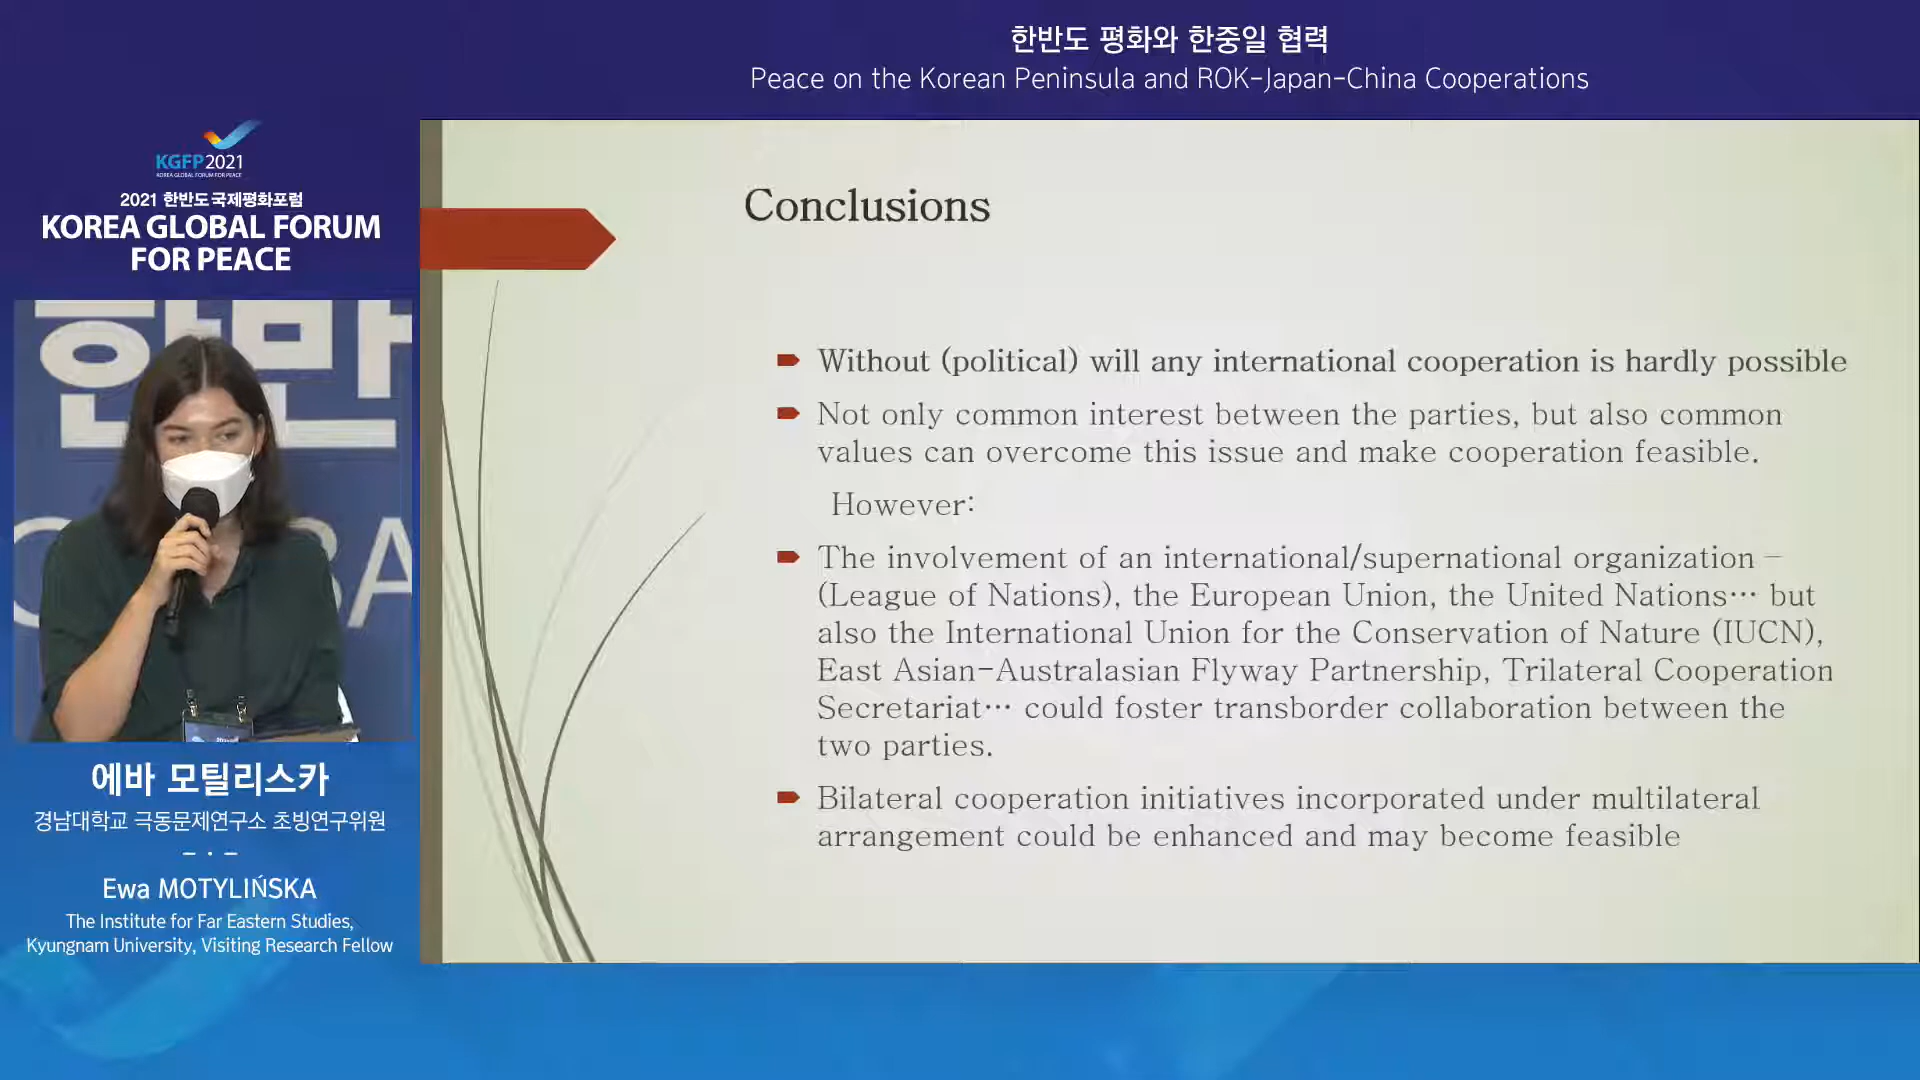 한반도 평화와 한중일 협력
Peace on the Korean Peninsula and ROK-Japan-China Cooperations
KGFP2021
KOREA GLOBAL FORUM FOR PEACE
2021 한반도국제평화포럼
KOREA GLOBAL FORUM
FOR PEACE
한반
OBA
에바 모틸리스카
경남대학교 극동문제연구소 초빙연구위원
Ewa MOTYLIŃSKA
The Institute for Far Eastern Studies,
Kyungnam University, Visiting Research Fellow
Conclusions
Without (political) will any international cooperation is hardly possible
Not only common interest between the parties, but also common
values can overcome this issue and make cooperation feasible.
However:
The involvement of an international/supernational organization –
(League of Nations), the European Union, the United Nations… but
also the International Union for the Conservation of Nature (IUCN),
East Asian-Australasian Flyway Partnership, Trilateral Cooperation
Secretariat… could foster transborder collaboration between the
two parties.
Bilateral cooperation initiatives incorporated under multilateral
arrangement could be enhanced and may become feasible